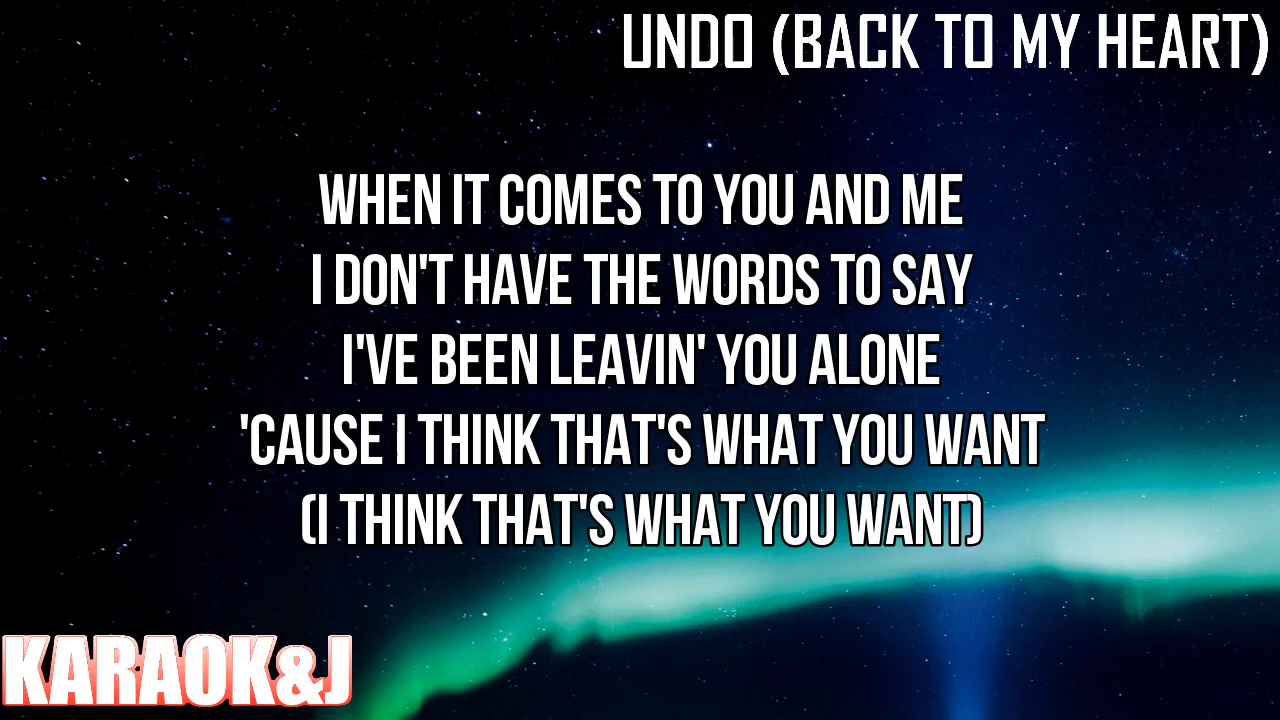 UNDO (BACK TO MY HEART)
WHEN IT COMES TO YOU AND ME
I DON'T HAVE THE WORDS TO SAY
I'VE BEEN LEAVIN' YOU ALONE
'CAUSE I THINK THAT'S WHAT YOU WANT
(I THINK THAT'S WHAT YOU WANT)
KARAOK&J